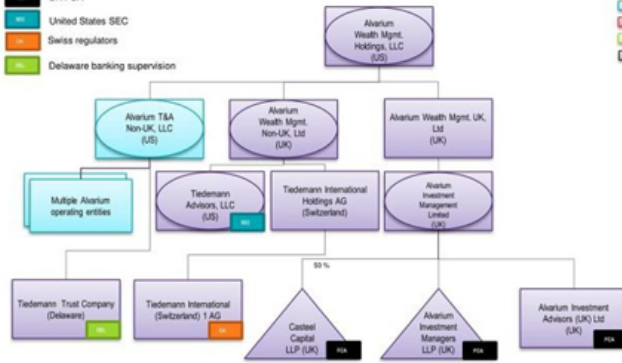 United States SEC
SEC
Swiss regulators
CH
Delaware banking supervision
DEL
Alvarium
Wealth Mgmt.
Holdings, LLC
(US)
Alvarium T&A
Non-UK, LLC
(US)
Alvarium
Wealth Mgmt.
Non-UK, Ltd
(UK)
Alvarium Wealth Mgmt. UK,
Ltd
(UK)
Multiple Alvarium
operating entities
Tiedemann
Advisors, LLC
(US)
SEC
Tiedemann International
Holdings AG
(Switzerland)
Alvarium
Investment
Management
Limited
(UK)
50 %
Tiedemann Trust Company
(Delaware)
DEL
Tiedemann International
(Switzerland) 1 AG
Casteel
Capital
LLP (UK)
FCA
Alvarium
Investment
Managers
LLP (UK)
FCA
Alvarium Investment
Advisors (UK) Ltd
(UK)
FCA